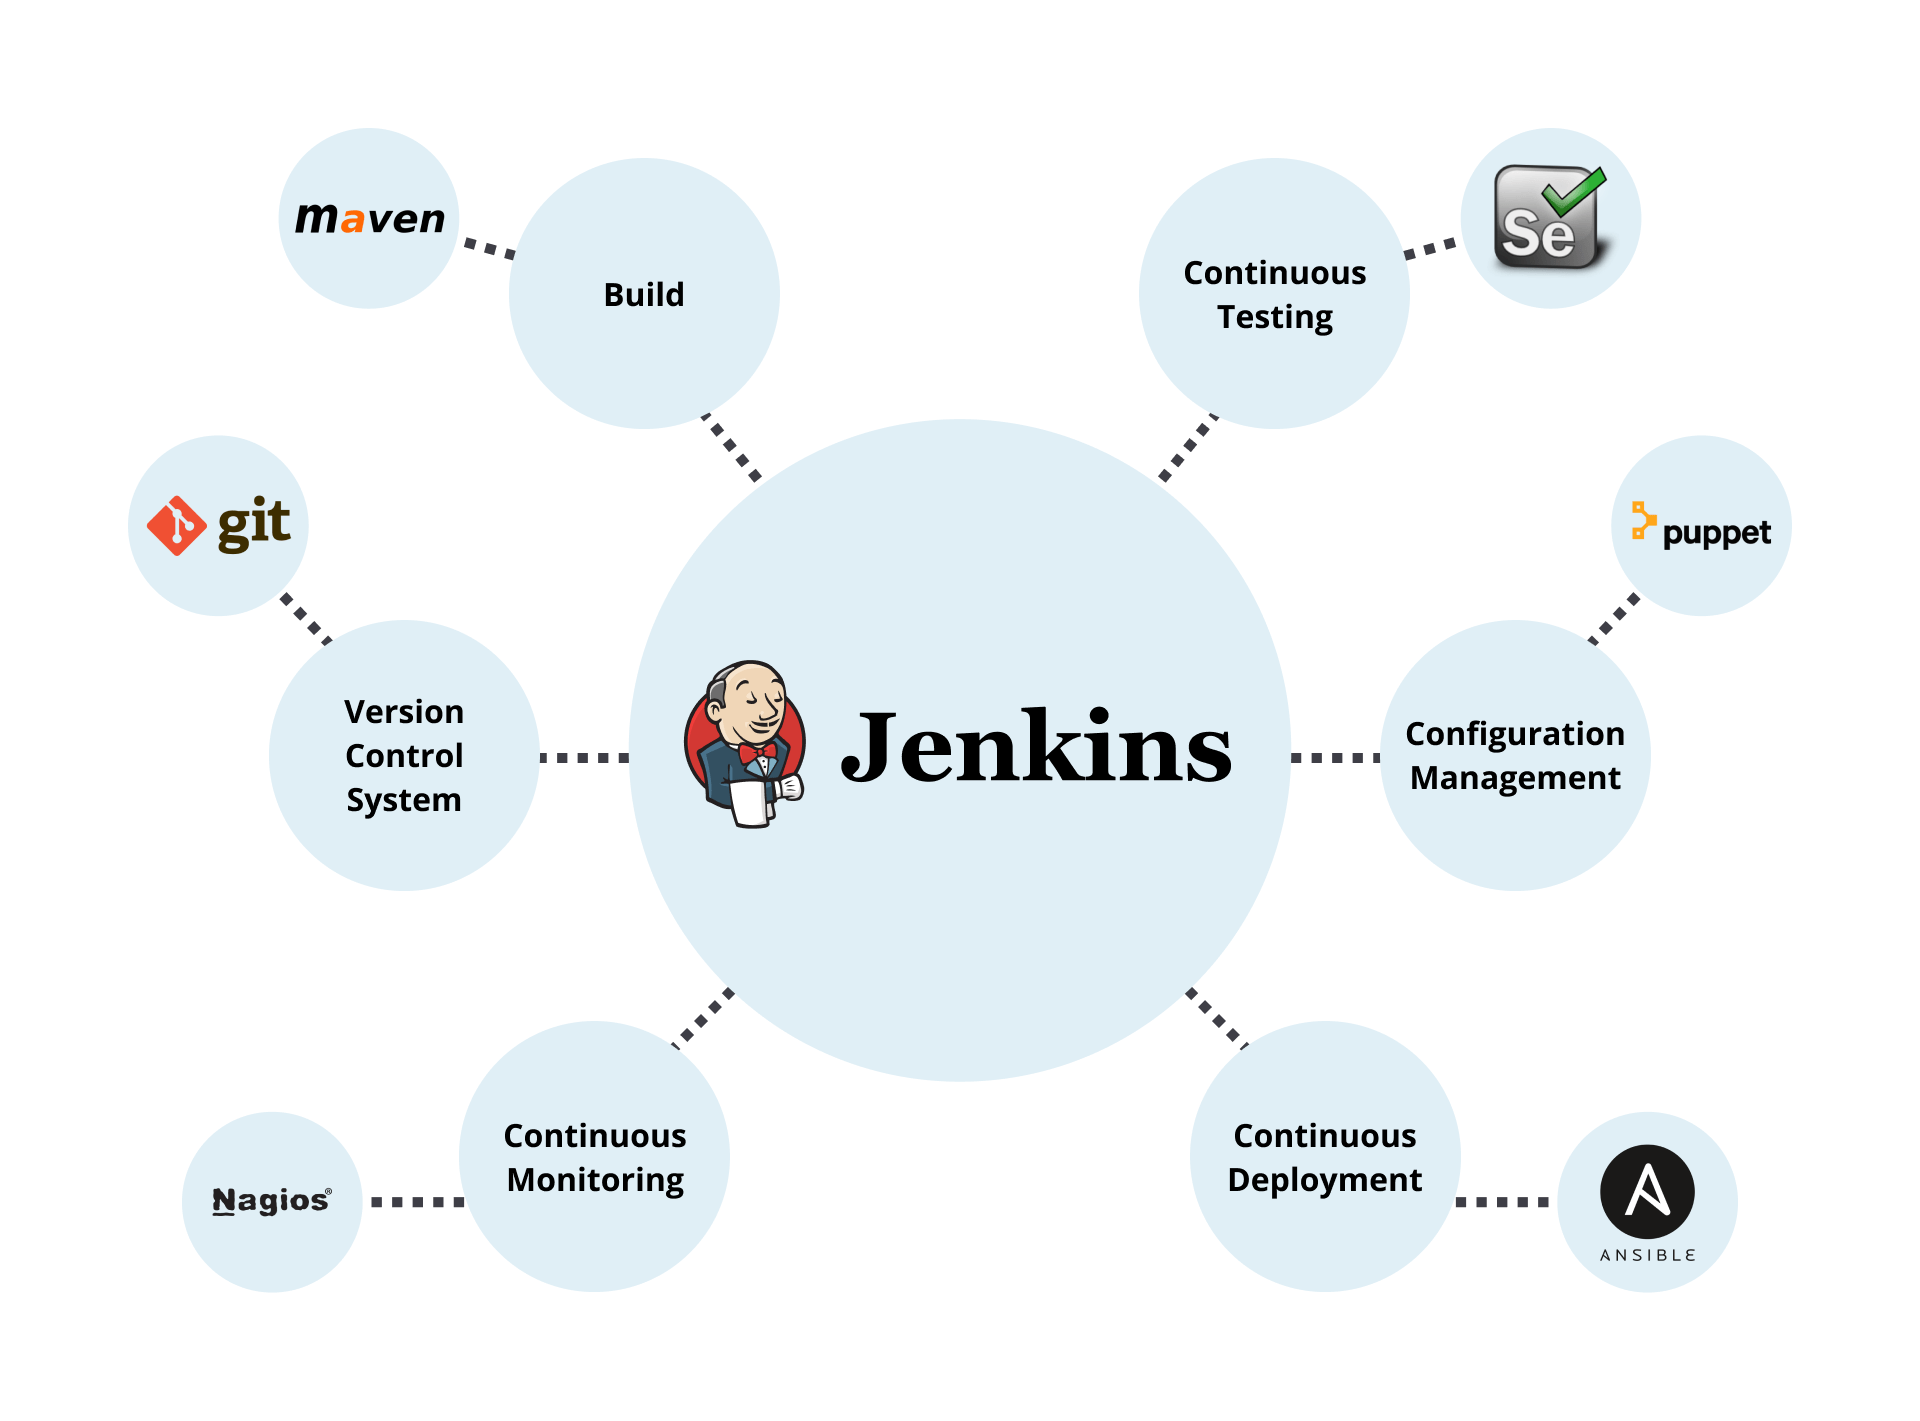 maven
Build
Continuous
Testing
Se
git
puppet
Version
Control
System
Jenkins
Configuration
Management
Continuous
Monitoring
Nagios®
Continuous
Deployment
ANSIBLE